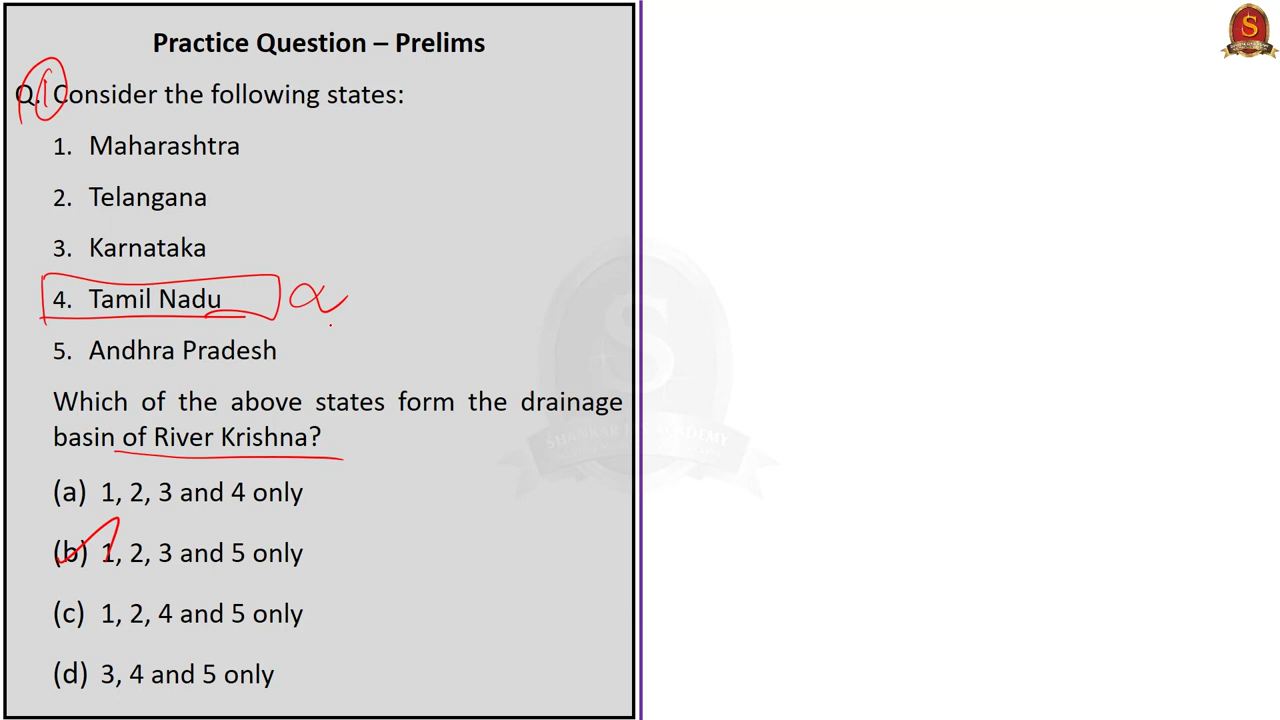 Practice Question – Prelims
Q. Consider the following states:
1. Maharashtra
2. Telangana
3. Karnataka
4. Tamil Nadu
5. Andhra Pradesh
Which of the above states form the drainage
basin of River Krishna?
(a) 1, 2, 3 and 4 only
(b) 1, 2, 3 and 5 only
(c) 1, 2, 4 and 5 only
(d) 3, 4 and 5 only
S